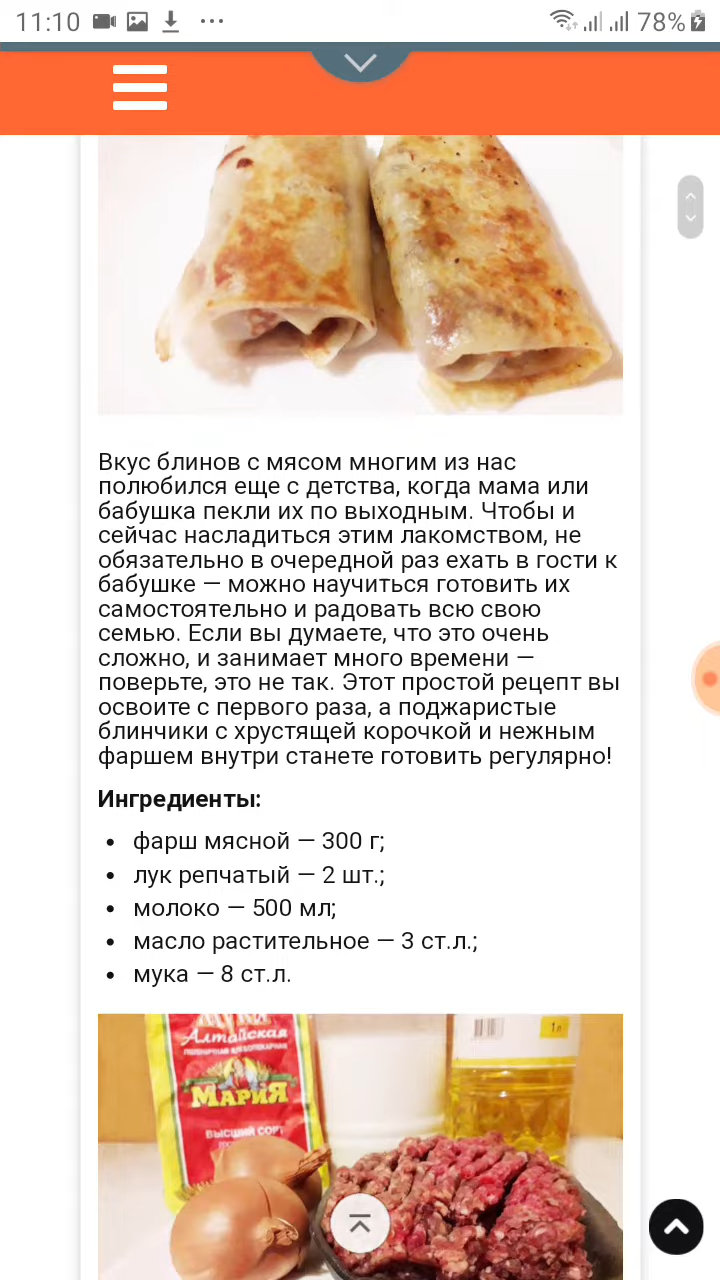 11:10
78%
Вкус блинов с мясом многим из нас
полюбился еще с детства, когда мама или
бабушка пекли их по выходным. Чтобы и
сейчас насладиться этим лакомством, не
обязательно в очередной раз ехать в гости к
бабушке — можно научиться готовить их
самостоятельно и радовать всю свою
семью. Если вы думаете, что это очень
сложно, и занимает много времени —
поверьте, это не так. Этот простой рецепт вы
освоите с первого раза, а поджаристые
блинчики с хрустящей корочкой и нежным
фаршем внутри станете готовить регулярно!
Ингредиенты:
фарш мясной — 300 г;
лук репчатый — 2 шт.;
молоко — 500 мл;
масло растительное — 3 ст.л.;
мука — 8 ст.л.
Алтайская
МАРИЯ
ВЫСШИЙ СОРТ
1л